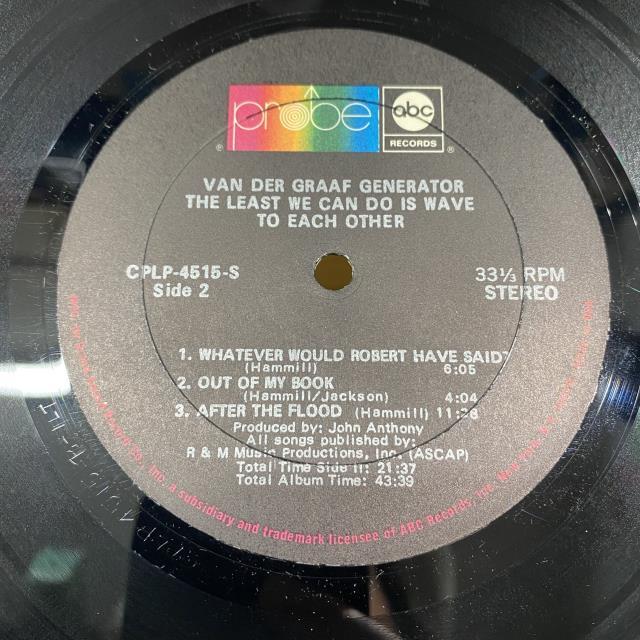 probe
abc
RECORDS
VAN DER GRAAF GENERATOR
THE LEAST WE CAN DO IS WAVE
TO EACH OTHER
CPLP-4515-S
Side 2
33⅓ RPM
STEREO
1. WHATEVER WOULD ROBERT HAVE SAID?
(Hammill) 6:05
2. OUT OF MY BOOK
(Hammill/Jackson) 4:04
3. AFTER THE FLOOD (Hammill) 11:28
Produced by: John Anthony
All songs published by:
R & M Music Productions, Inc. (ASCAP)
Total Time Side II: 21:37
Total Album Time: 43:39
Inc. a subsidiary and trademark licensee of ABC Records, Inc. New York,